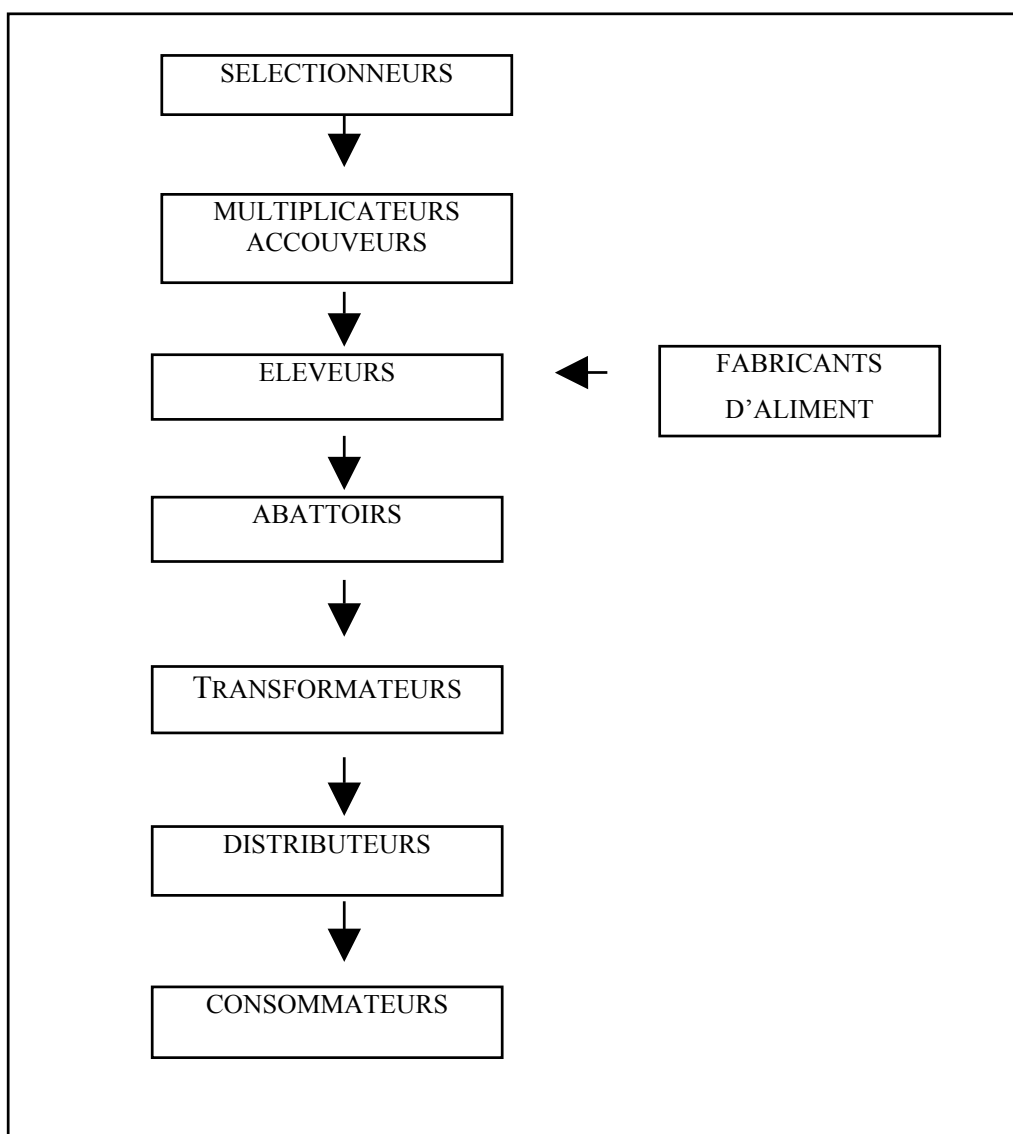 SELECTIONNEURS
MULTIPLICATEURS
ACCOUVEURS
ELEVEURS
FABRICANTS
D’ALIMENT
ABATTOIRS
TRANSFORMATEURS
DISTRIBUTEURS
CONSOMMATEURS